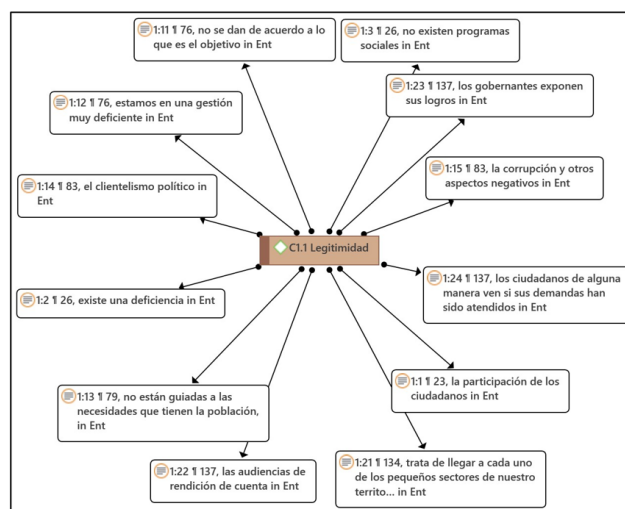 1:11 ¶ 76, no se dan de acuerdo a lo
que es el objetivo in Ent
1:3 ¶ 26, no existen programas
sociales in Ent
1:23 ¶ 137, los gobernantes exponen
sus logros in Ent
1:12 ¶ 76, estamos en una gestión
muy deficiente in Ent
1:15 ¶ 83, la corrupción y otros
aspectos negativos in Ent
1:14 ¶ 83, el clientelismo político in
Ent
C1.1 Legitimidad
1:24 ¶ 137, los ciudadanos de alguna
manera ven si sus demandas han
sido atendidos in Ent
1:2 ¶ 26, existe una deficiencia in Ent
1:1 ¶ 23, la participación de los
ciudadanos in Ent
1:13 ¶ 79, no están guiadas a las
necesidades que tienen la población,
in Ent
1:21 ¶ 134, trata de llegar a cada uno
de los pequeños sectores de nuestro
territo... in Ent
1:22 ¶ 137, las audiencias de
rendición de cuenta in Ent